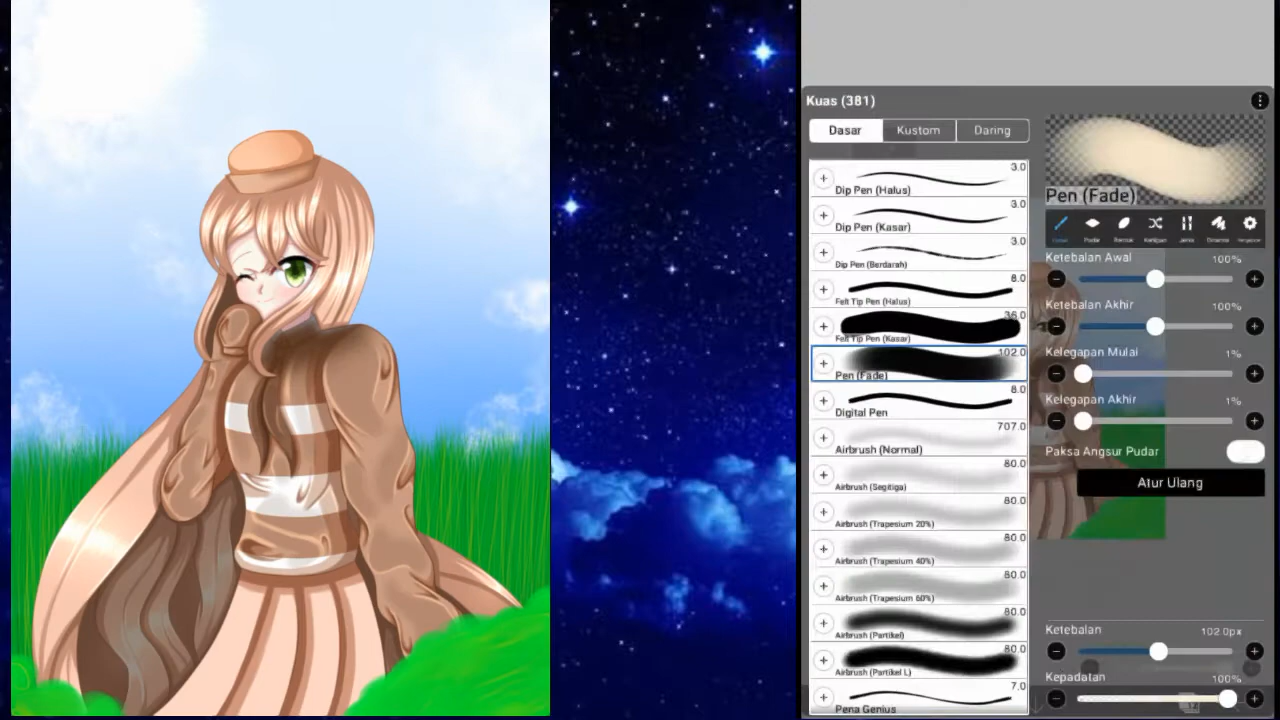 Kuas (381)
Dasar
Kustom
Daring
3.0
Dip Pen (Halus)
3.0
Dip Pen (Kasar)
3.0
Dip Pen (Berdarah)
8.0
Felt Tip Pen (Halus)
36.0
Felt Tip Pen (Kasar)
102.0
Pen (Fade)
8.0
Digital Pen
707.0
Airbrush (Normal)
80.0
Airbrush (Segitiga)
80.0
Airbrush (Trapesium 20%)
80.0
Airbrush (Trapesium 40%)
80.0
Airbrush (Trapesium 60%)
80.0
Airbrush (Partikel)
80.0
Airbrush (Partikel L)
7.0
Pena Genius
Pen (Fade)
Ketebalan Awal 100%
Ketebalan Akhir 100%
Kelegapan Mulai 1%
Kelegapan Akhir 1%
Paksa Angsur Pudar
Atur Ulang
Ketebalan 102.0px
Kepadatan 100%